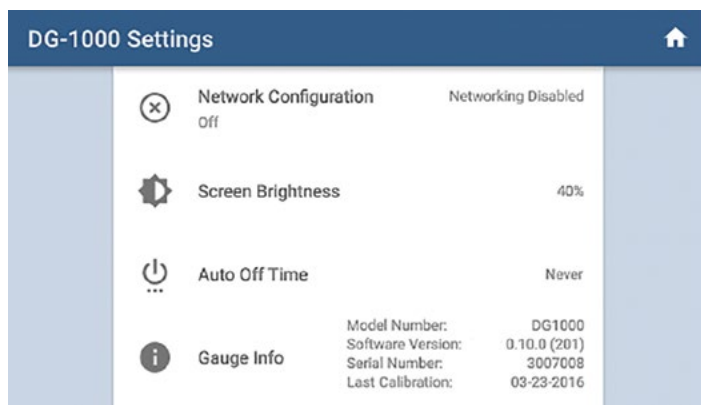 DG-1000 Settings
Network Configuration Networking Disabled
Off
Screen Brightness 40%
Auto Off Time Never
Gauge Info
Model Number: DG1000
Software Version: 0.10.0 (201)
Serial Number: 3007008
Last Calibration: 03-23-2016